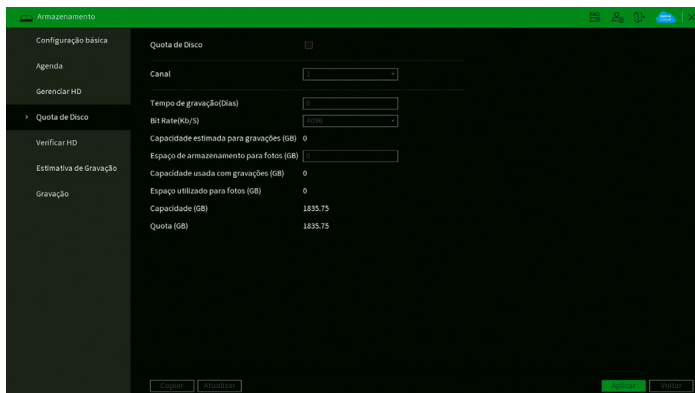 Armazenamento
FAQ
Configuração básica
Agenda
Gerenciar HD
> Quota de Disco
Verificar HD
Estimativa de Gravação
Gravação
Quota de Disco
Canal 1
Tempo de gravação(Días) 0
Bit Rate(Kb/S) 4096
Capacidade estimada para gravações (GB) 0
Espaço de armazenamento para fotos (GB) 0
Capacidade usada com gravações (GB) 0
Espaço utilizado para fotos (GB) 0
Capacidade (GB) 1835.75
Quota (GB) 1835.75
Copiar Atualizar Aplicar Voltar